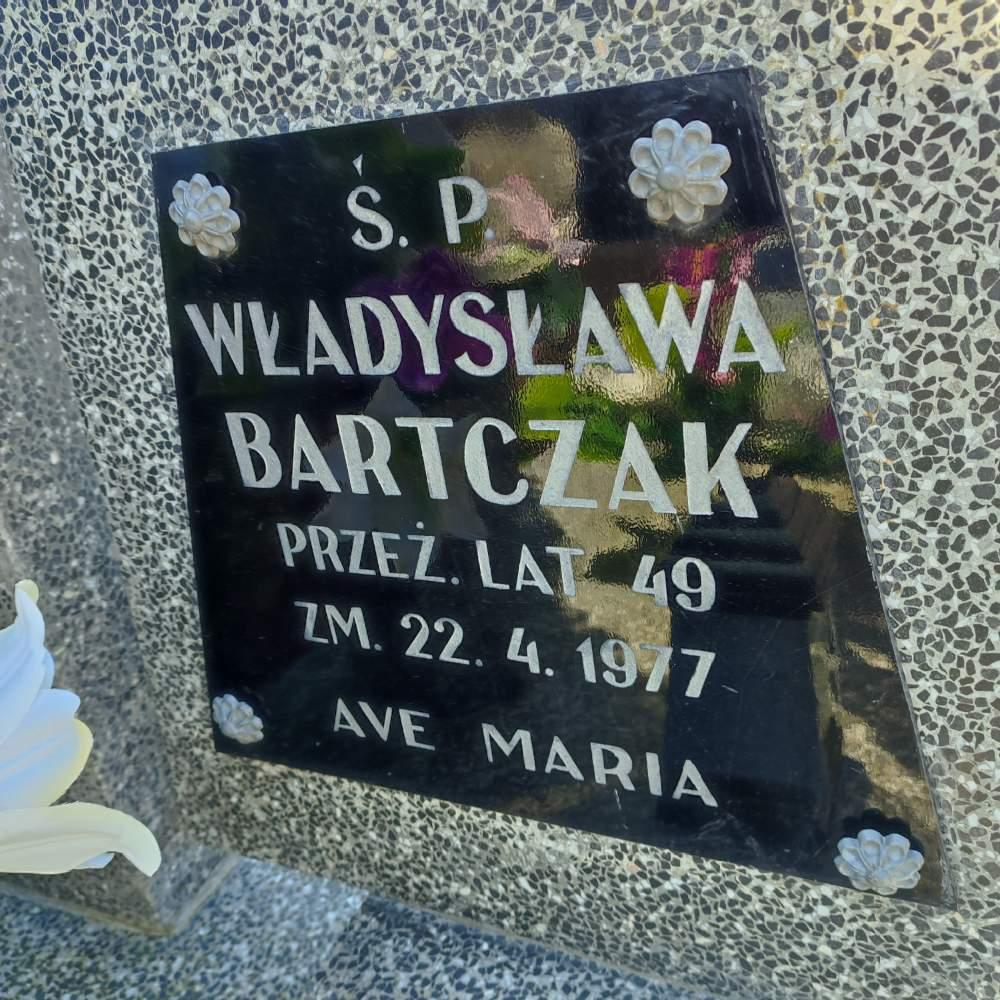 Ś. P.
WŁADYSŁAWA
BARTCZAK
PRZEŻ. LAT 49
ZM. 22. 4. 1977
AVE MARIA